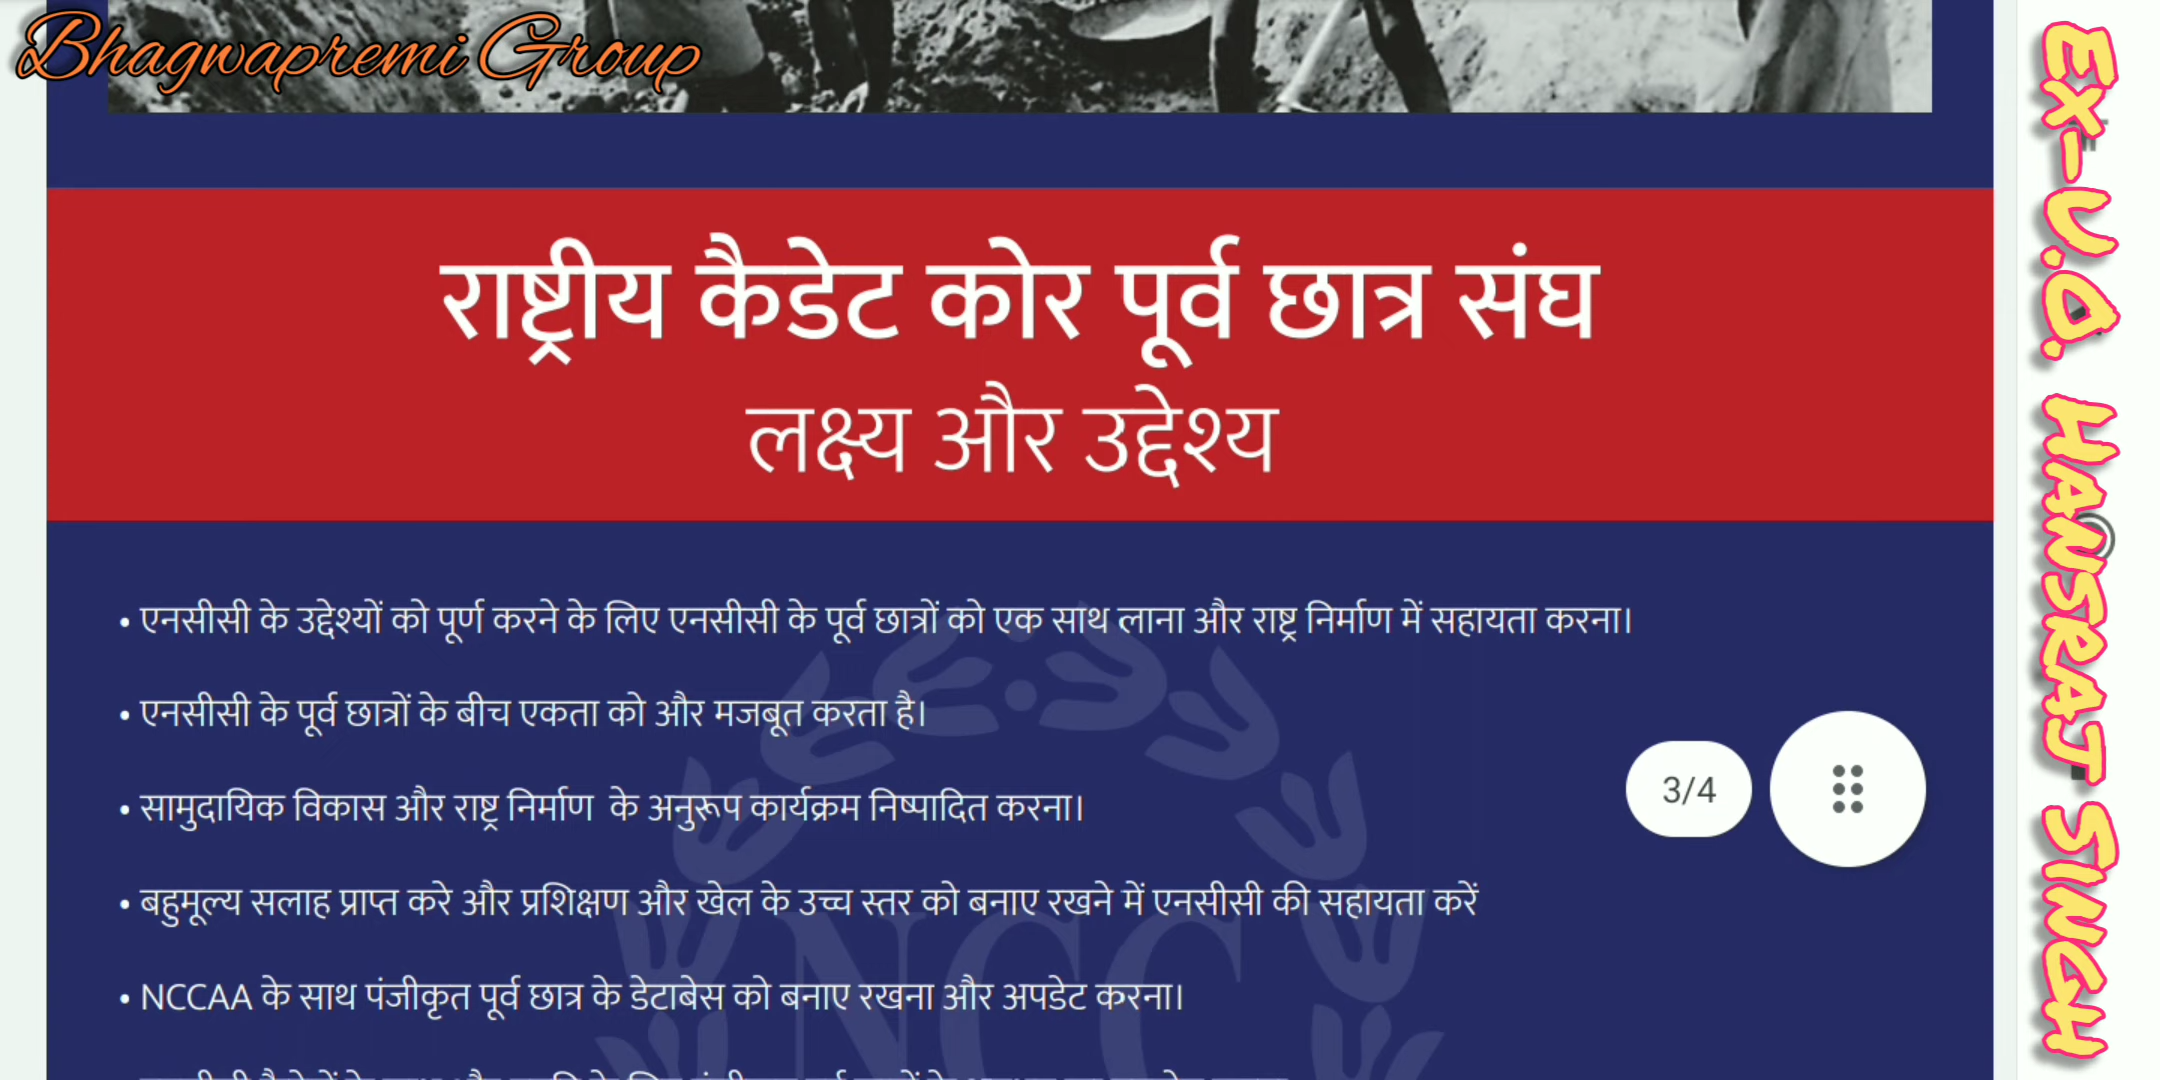 Bhagwapremi Group
राष्ट्रीय कैडेट कोर पूर्व छात्र संघ
लक्ष्य और उद्देश्य
• एनसीसी के उद्देश्यों को पूर्ण करने के लिए एनसीसी के पूर्व छात्रों को एक साथ लाना और राष्ट्र निर्माण में सहायता करना।
• एनसीसी के पूर्व छात्रों के बीच एकता को और मजबूत करता है।
• सामुदायिक विकास और राष्ट्र निर्माण के अनुरूप कार्यक्रम निष्पादित करना।
3/4
• बहुमूल्य सलाह प्राप्त करे और प्रशिक्षण और खेल के उच्च स्तर को बनाए रखने में एनसीसी की सहायता करें
• NCCAA के साथ पंजीकृत पूर्व छात्र के डेटाबेस को बनाए रखना और अपडेट करना।
NCC
Ex-U.O. HANSRAJ SINGH